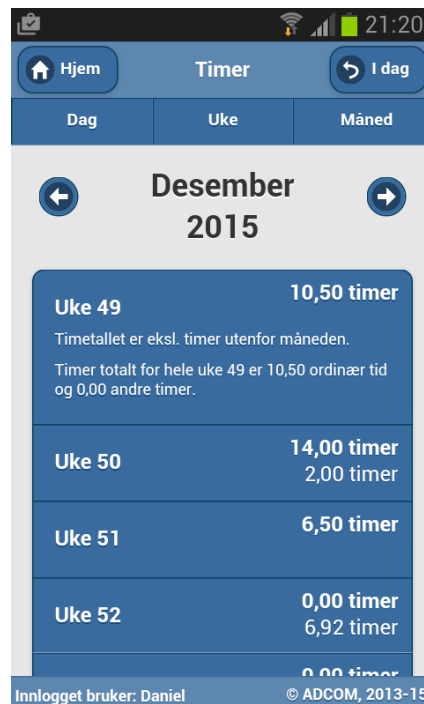 21:20
Hjem Timer I dag
Dag Uke Måned
Desember
2015
10,50 timer
Uke 49
Timetallet er eksl. timer utenfor måneden.
Timer totalt for hele uke 49 er 10,50 ordinær tid
og 0,00 andre timer.
14,00 timer
Uke 50
2,00 timer
6,50 timer
Uke 51
0,00 timer
Uke 52
6,92 timer
0,00 timer
Innlogget bruker: Daniel © ADCOM, 2013-15